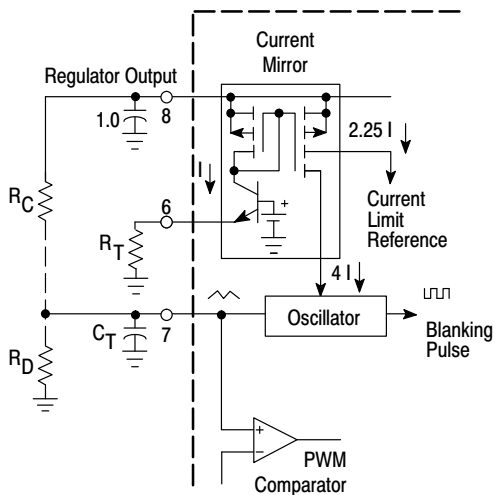 Current
Mirror
Regulator Output
1.0
8
2.25 I
I
R_C
6
R_T
Current
Limit
Reference
4 I
C_T
7
Oscillator
Blanking
Pulse
R_D
+
+
−
PWM
Comparator